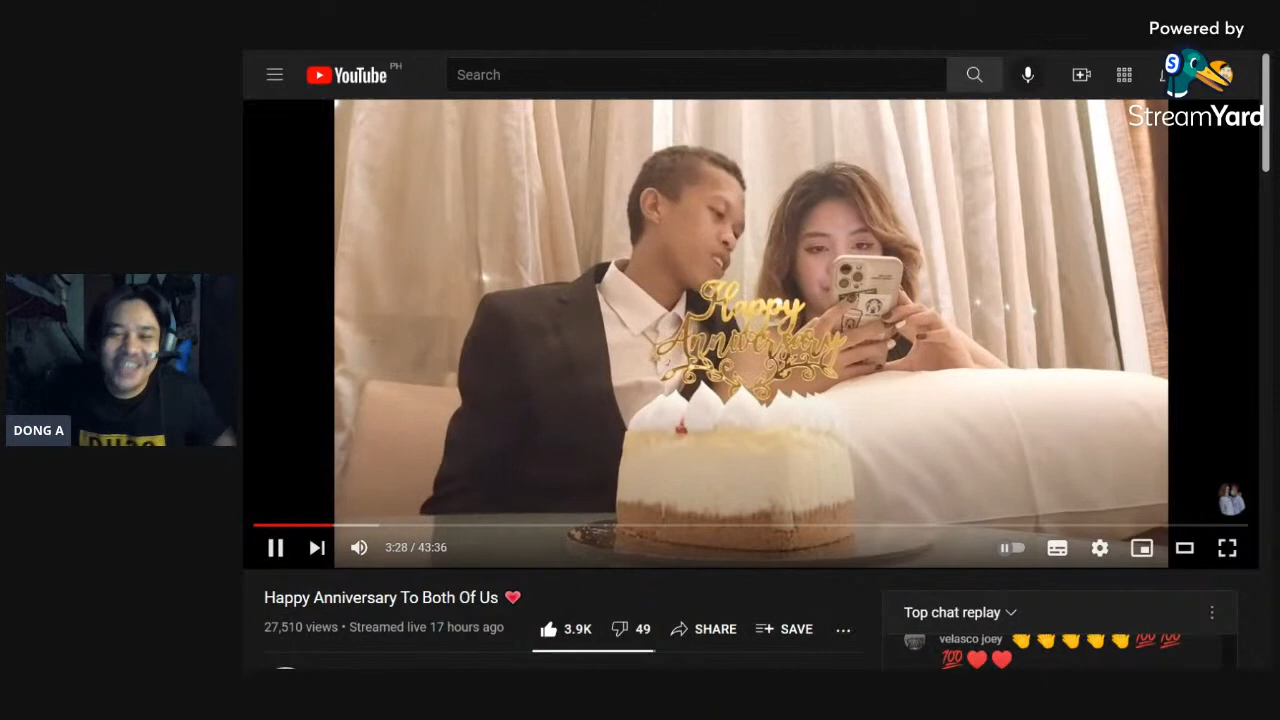 Powered by
StreamYard
YouTube PH
Search
Happy
Anniversary
DONG A
3:28 / 43:36
Happy Anniversary To Both Of Us ❤️
27,510 views • Streamed live 17 hours ago
3.9K
49
SHARE
SAVE
Top chat replay
velasco joey 👏👏👏👏👏💯💯
💯❤️❤️